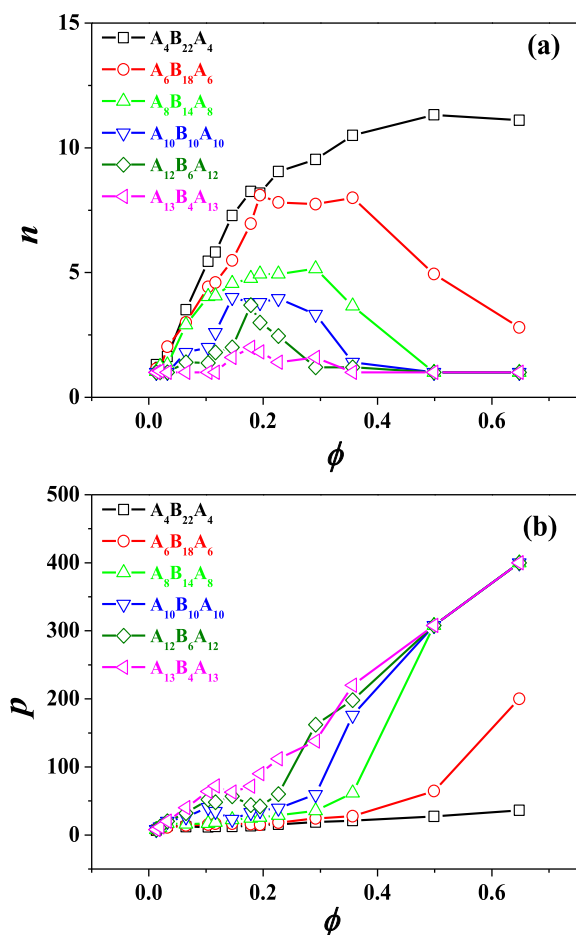 15
10
5
0
n
(a)
A₄B₂₂A₄
A₆B₁₈A₆
A₈B₁₄A₈
A₁₀B₁₀A₁₀
A₁₂B₆A₁₂
A₁₃B₄A₁₃
0.0 0.2 0.4 0.6
ϕ
500
400
300
200
100
0
p
(b)
A₄B₂₂A₄
A₆B₁₈A₆
A₈B₁₄A₈
A₁₀B₁₀A₁₀
A₁₂B₆A₁₂
A₁₃B₄A₁₃
0.0 0.2 0.4 0.6
ϕ